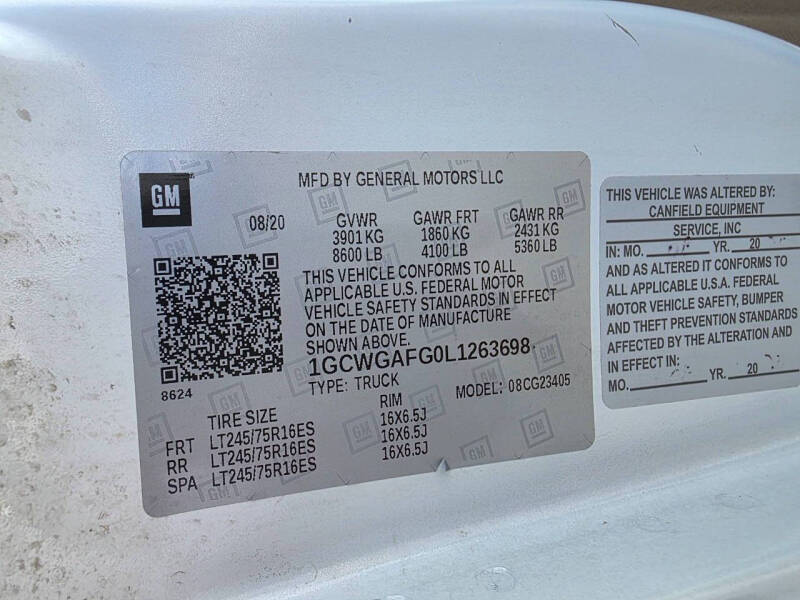 GM
MFD BY GENERAL MOTORS LLC
08/20 GVWR GAWR FRT GAWR RR
3901 KG 1860 KG 2431 KG
8600 LB 4100 LB 5360 LB
THIS VEHICLE CONFORMS TO ALL
APPLICABLE U.S. FEDERAL MOTOR
VEHICLE SAFETY STANDARDS IN EFFECT
ON THE DATE OF MANUFACTURE
SHOWN ABOVE.
1GCWGAFG0L1263698
8624
TYPE: TRUCK MODEL: 08CG23405
TIRE SIZE RIM
FRT LT245/75R16ES 16X6.5J
RR LT245/75R16ES 16X6.5J
SPA LT245/75R16ES 16X6.5J
THIS VEHICLE WAS ALTERED BY:
CANFIELD EQUIPMENT
SERVICE, INC
IN: MO. YR. 20
AND AS ALTERED IT CONFORMS TO
ALL APPLICABLE U.S.A. FEDERAL
MOTOR VEHICLE SAFETY, BUMPER
AND THEFT PREVENTION STANDARDS
AFFECTED BY THE ALTERATION AND
IN EFFECT IN:
MO. YR. 20